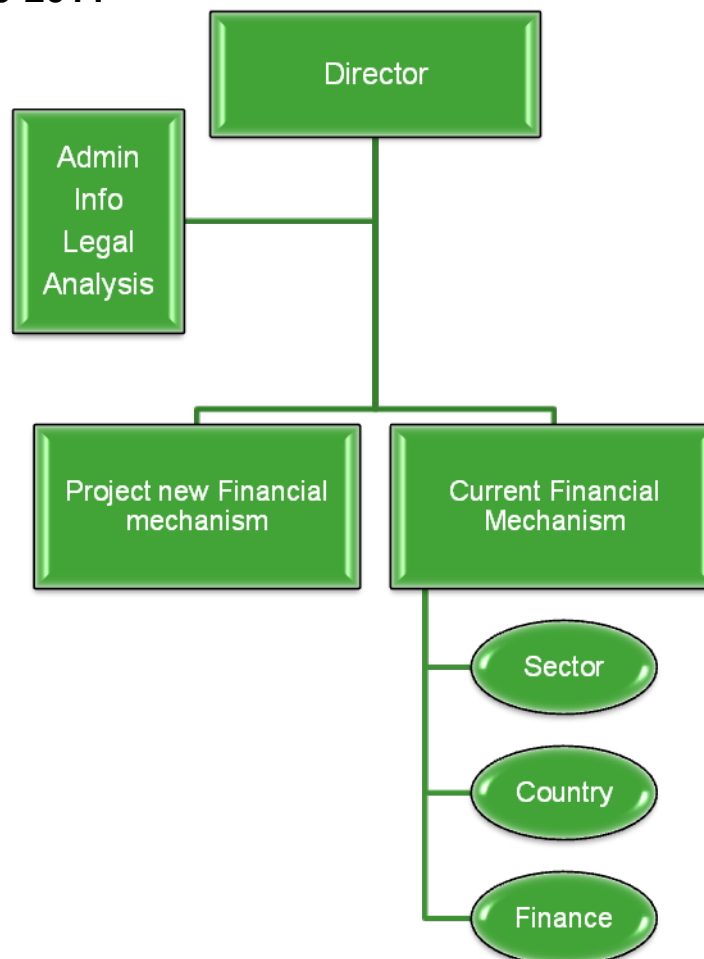 Director
Admin
Info
Legal
Analysis
Project new Financial
mechanism
Current Financial
Mechanism
Sector
Country
Finance